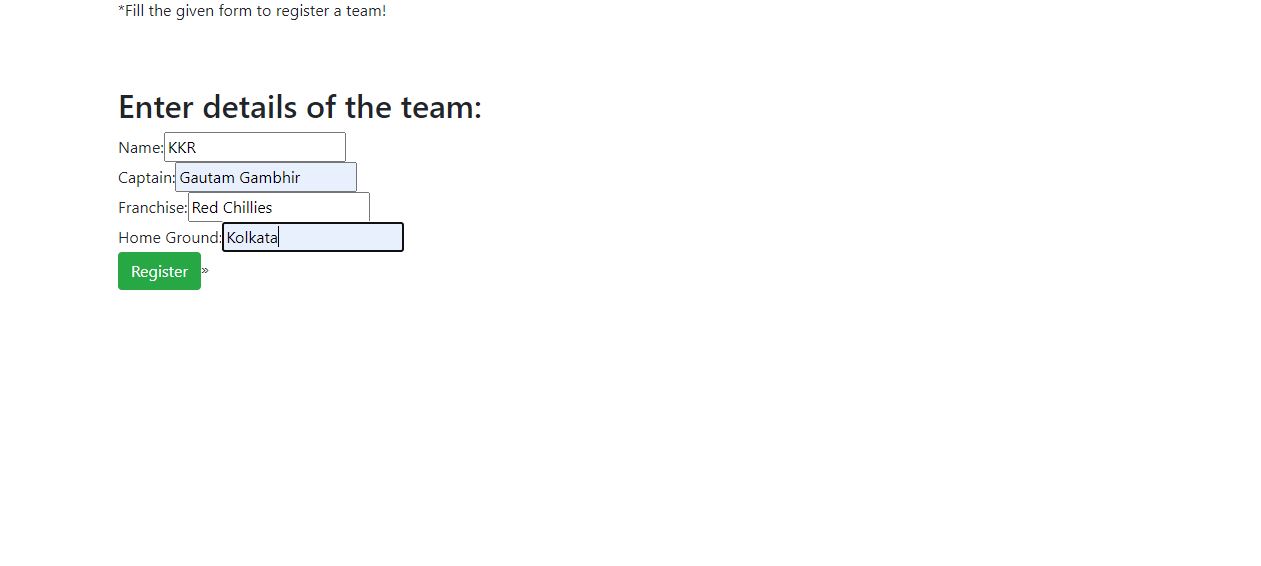 *Fill the given form to register a team!
Enter details of the team:
Name: KKR
Captain: Gautam Gambhir
Franchise: Red Chillies
Home Ground: Kolkata
Register »